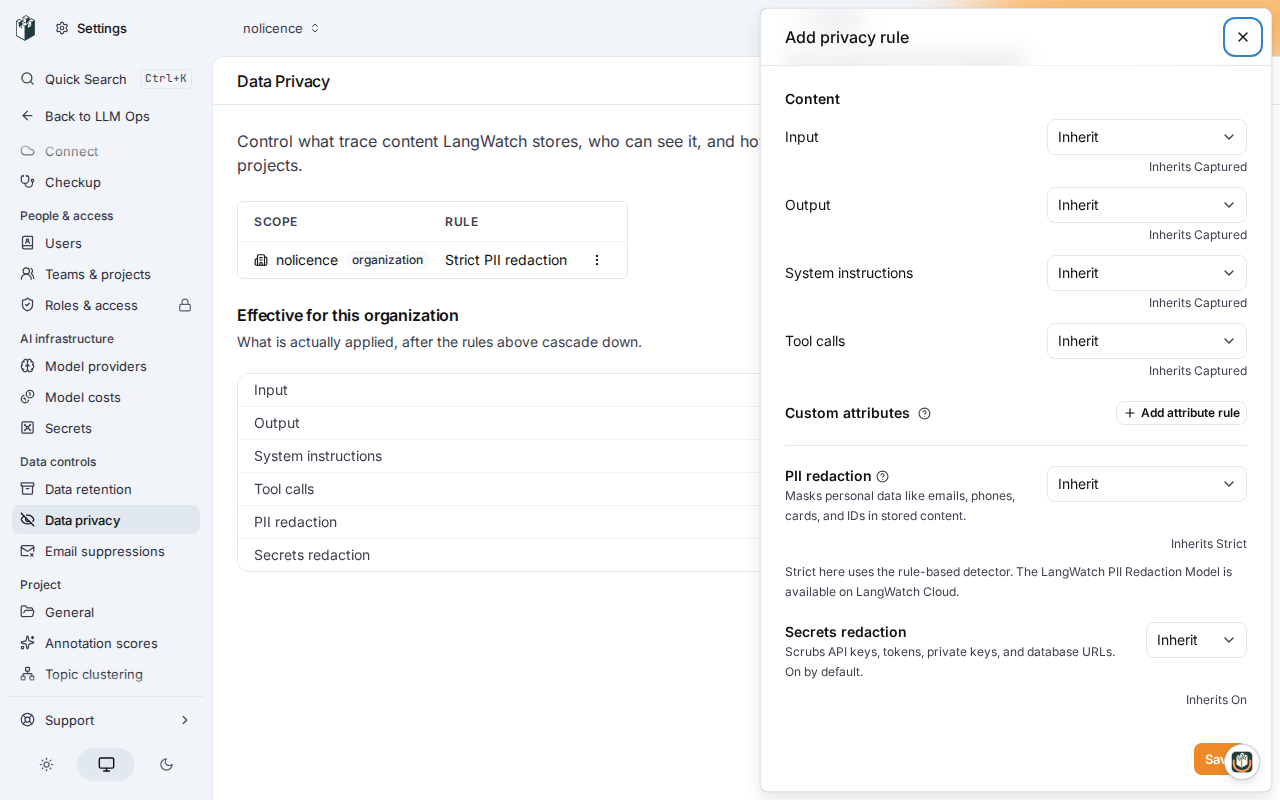 Settings
nolicence
Quick Search
Ctrl+K
Back to LLM Ops
Connect
Checkup
People & access
Users
Teams & projects
Roles & access
AI infrastructure
Model providers
Model costs
Secrets
Data controls
Data retention
Data privacy
Email suppressions
Project
General
Annotation scores
Topic clustering
Support
Data Privacy
Control what trace content LangWatch stores, who can see it, and
projects.
SCOPE RULE
nolicence organization Strict PII redaction
Effective for this organization
What is actually applied, after the rules above cascade down.
Input
Output
System instructions
Tool calls
PII redaction
Secrets redaction
Add privacy rule
Content
Input Inherit
Inherits Captured
Output Inherit
Inherits Captured
System instructions Inherit
Inherits Captured
Tool calls Inherit
Inherits Captured
Custom attributes Add attribute rule
PII redaction Inherit
Masks personal data like emails, phones,
cards, and IDs in stored content.
Inherits Strict
Strict here uses the rule-based detector. The LangWatch PII Redaction Model is
available on LangWatch Cloud.
Secrets redaction Inherit
Scrubs API keys, tokens, private keys, and database URLs.
On by default.
Inherits On